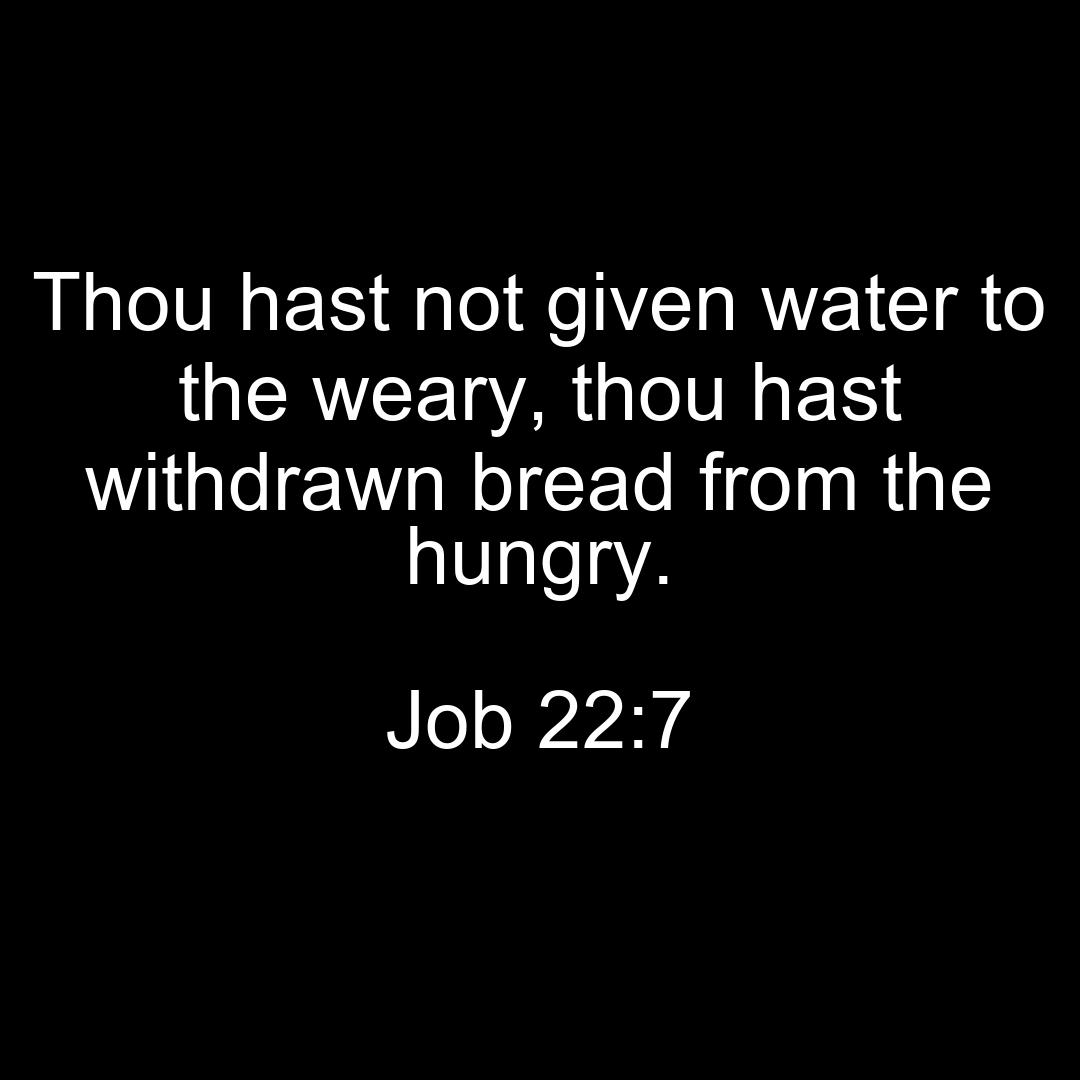 Thou hast not given water to
the weary, thou hast
withdrawn bread from the
hungry.
Job 22:7